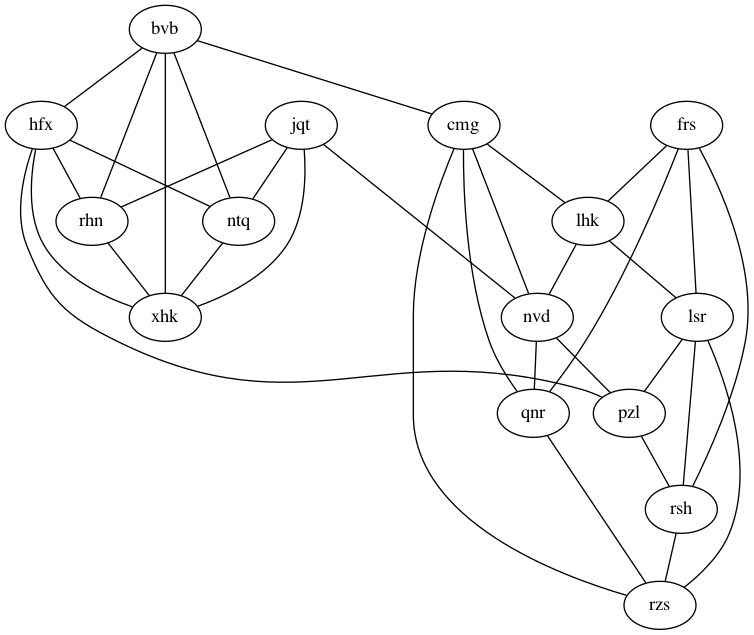 bvb
hfx
jqt
cmg
frs
rhn
ntq
lhk
xhk
nvd
lsr
qnr
pzl
rsh
rzs